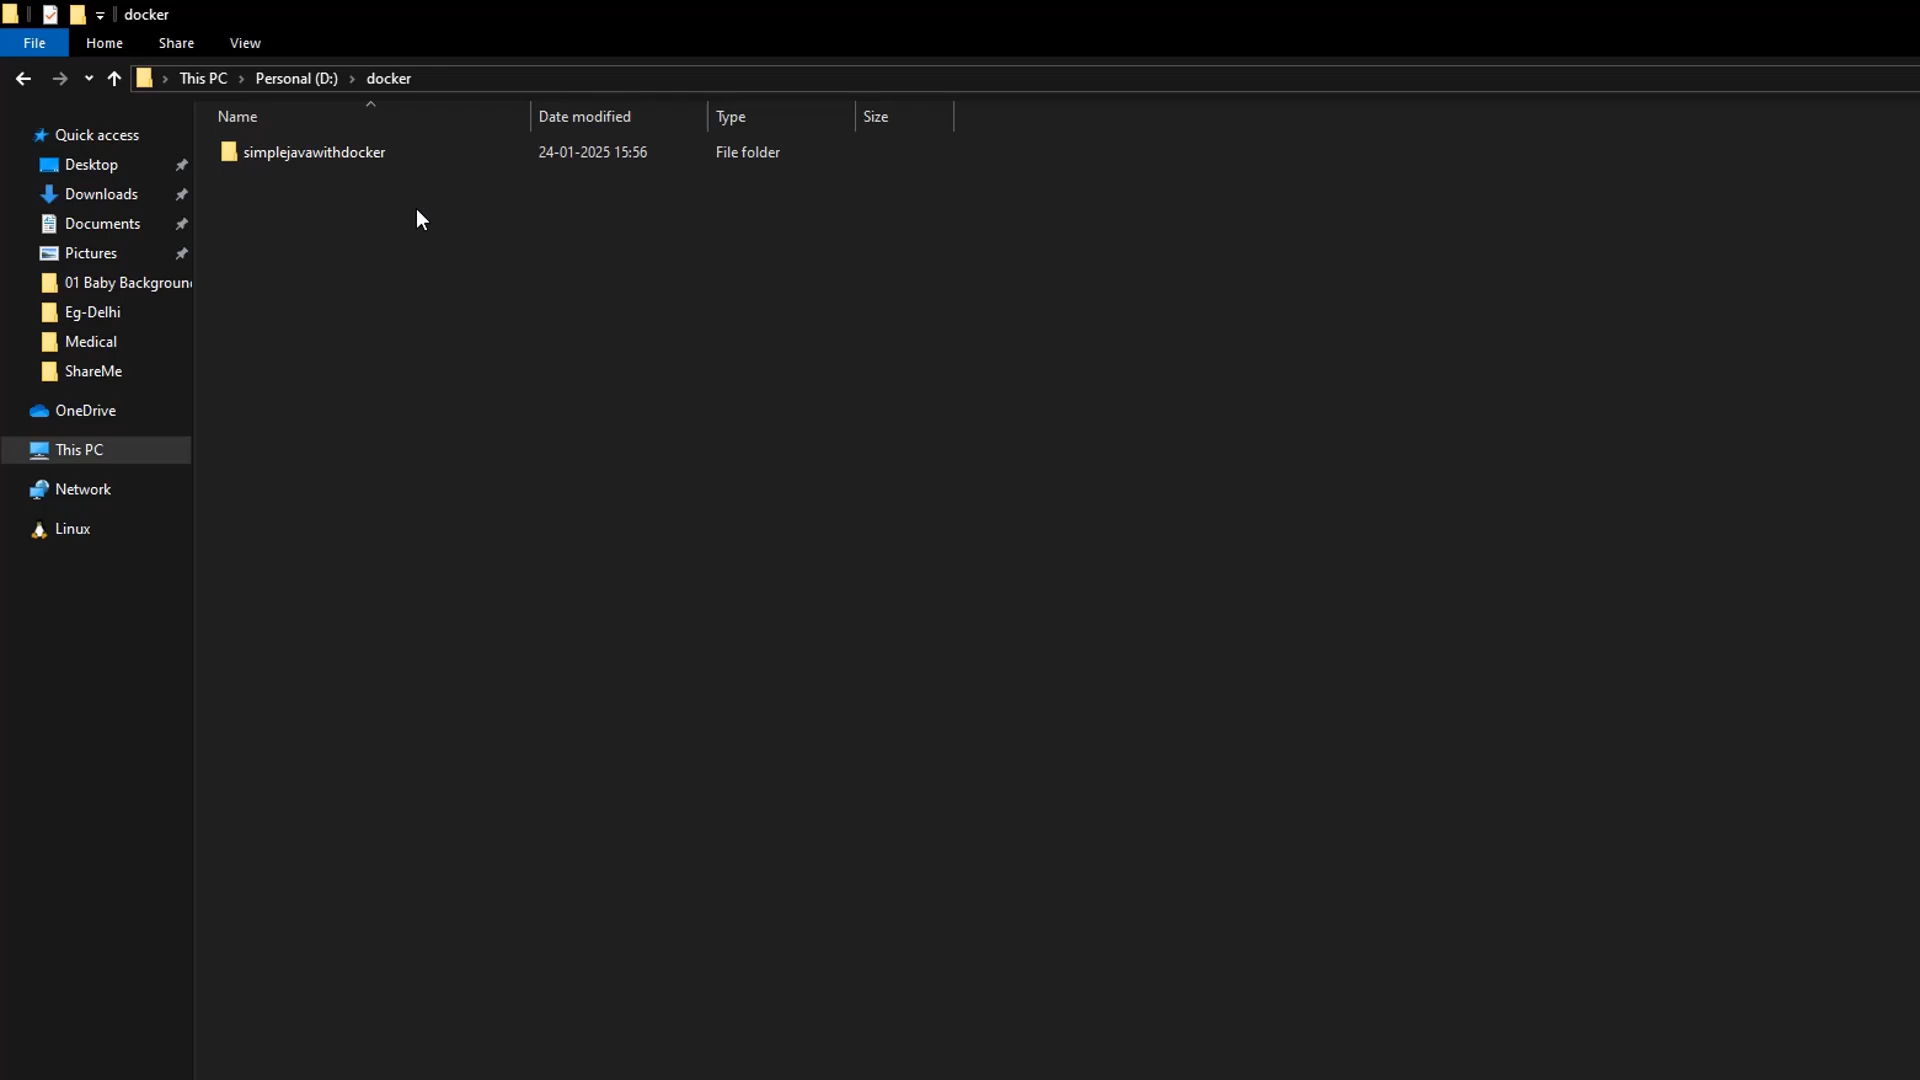 docker
File Home Share View
This PC Personal (D:) docker
Name Date modified Type Size
simplejavawithdocker 24-01-2025 15:56 File folder
Quick access
Desktop
Downloads
Documents
Pictures
01 Baby Background
Eg-Delhi
Medical
ShareMe
OneDrive
This PC
Network
Linux